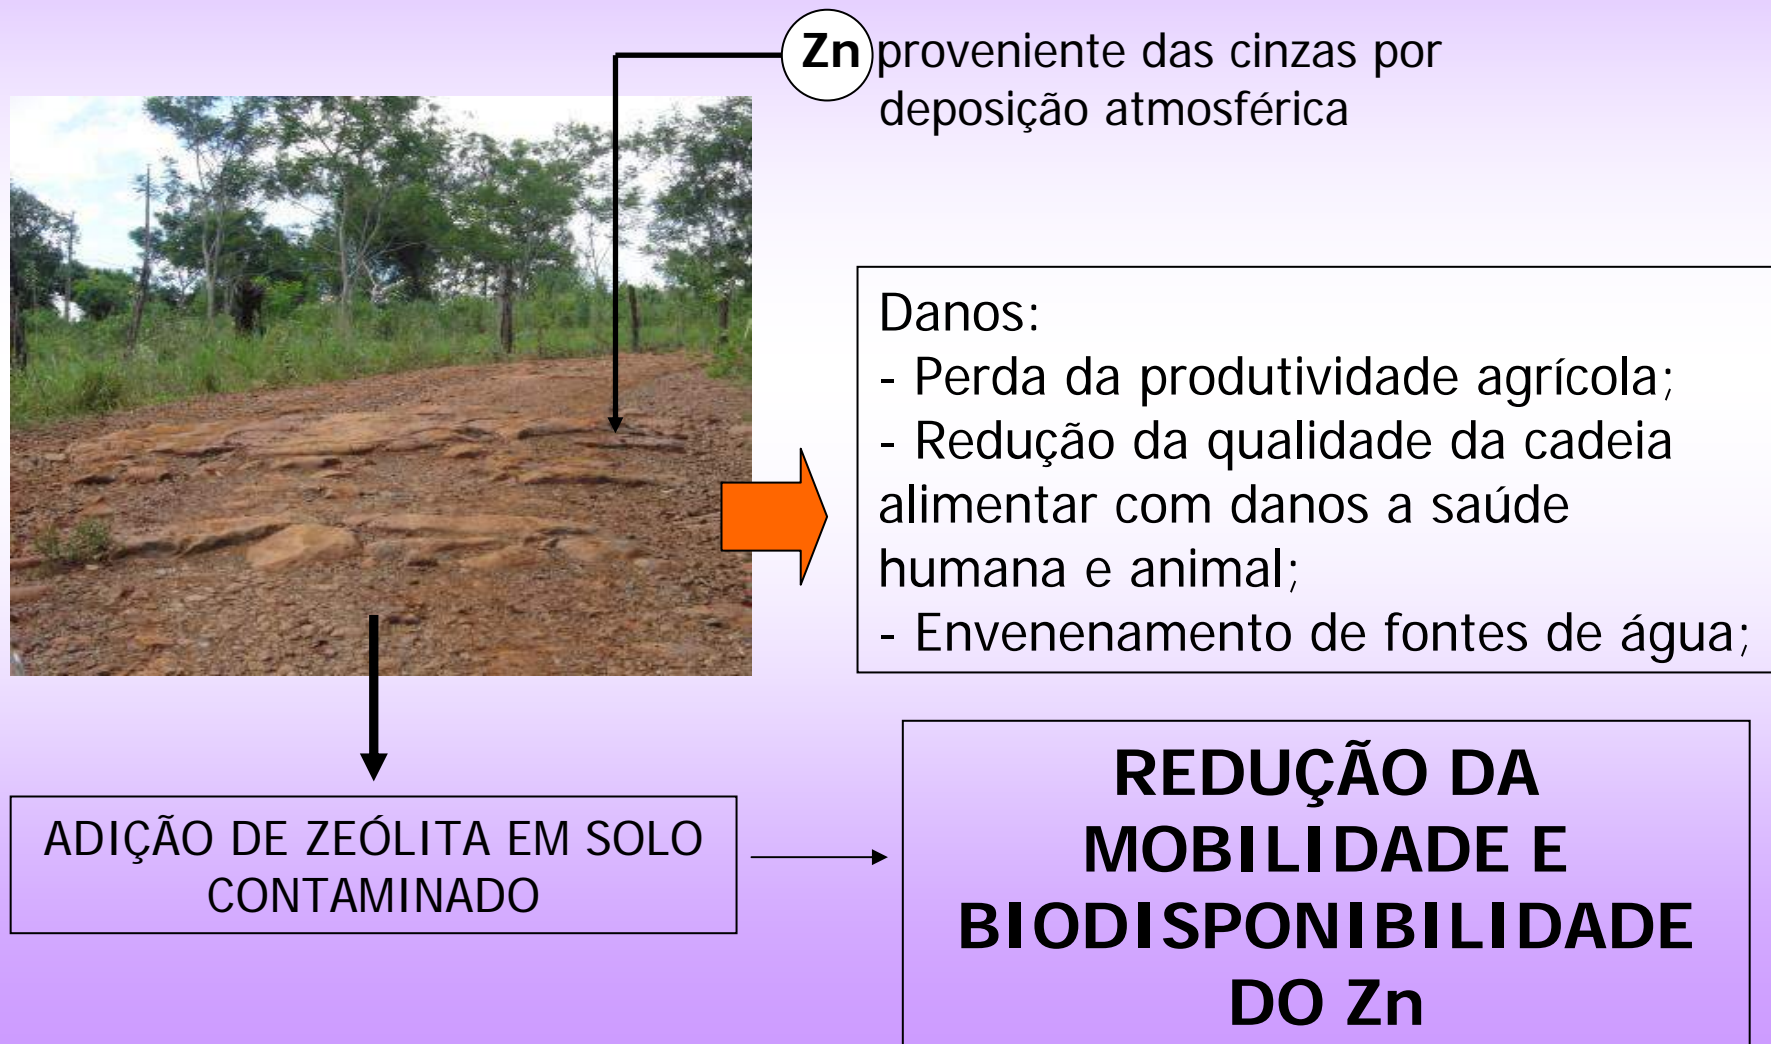 Zn proveniente das cinzas por
deposição atmosférica
Danos:
- Perda da produtividade agrícola;
- Redução da qualidade da cadeia
alimentar com danos a saúde
humana e animal;
- Envenenamento de fontes de água;
ADIÇÃO DE ZEÓLITA EM SOLO
CONTAMINADO
REDUÇÃO DA
MOBILIDADE E
BIODISPONIBILIDADE
DO Zn